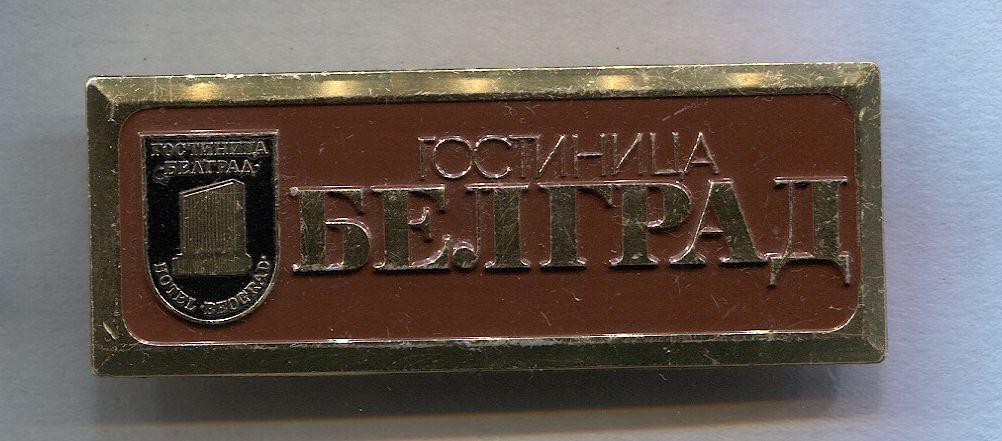 ГОСТИНИЦА
«БЕЛГРАД»
HOTEL «BEOGRAD»
ГОСТИНИЦА
БЕЛГРАД